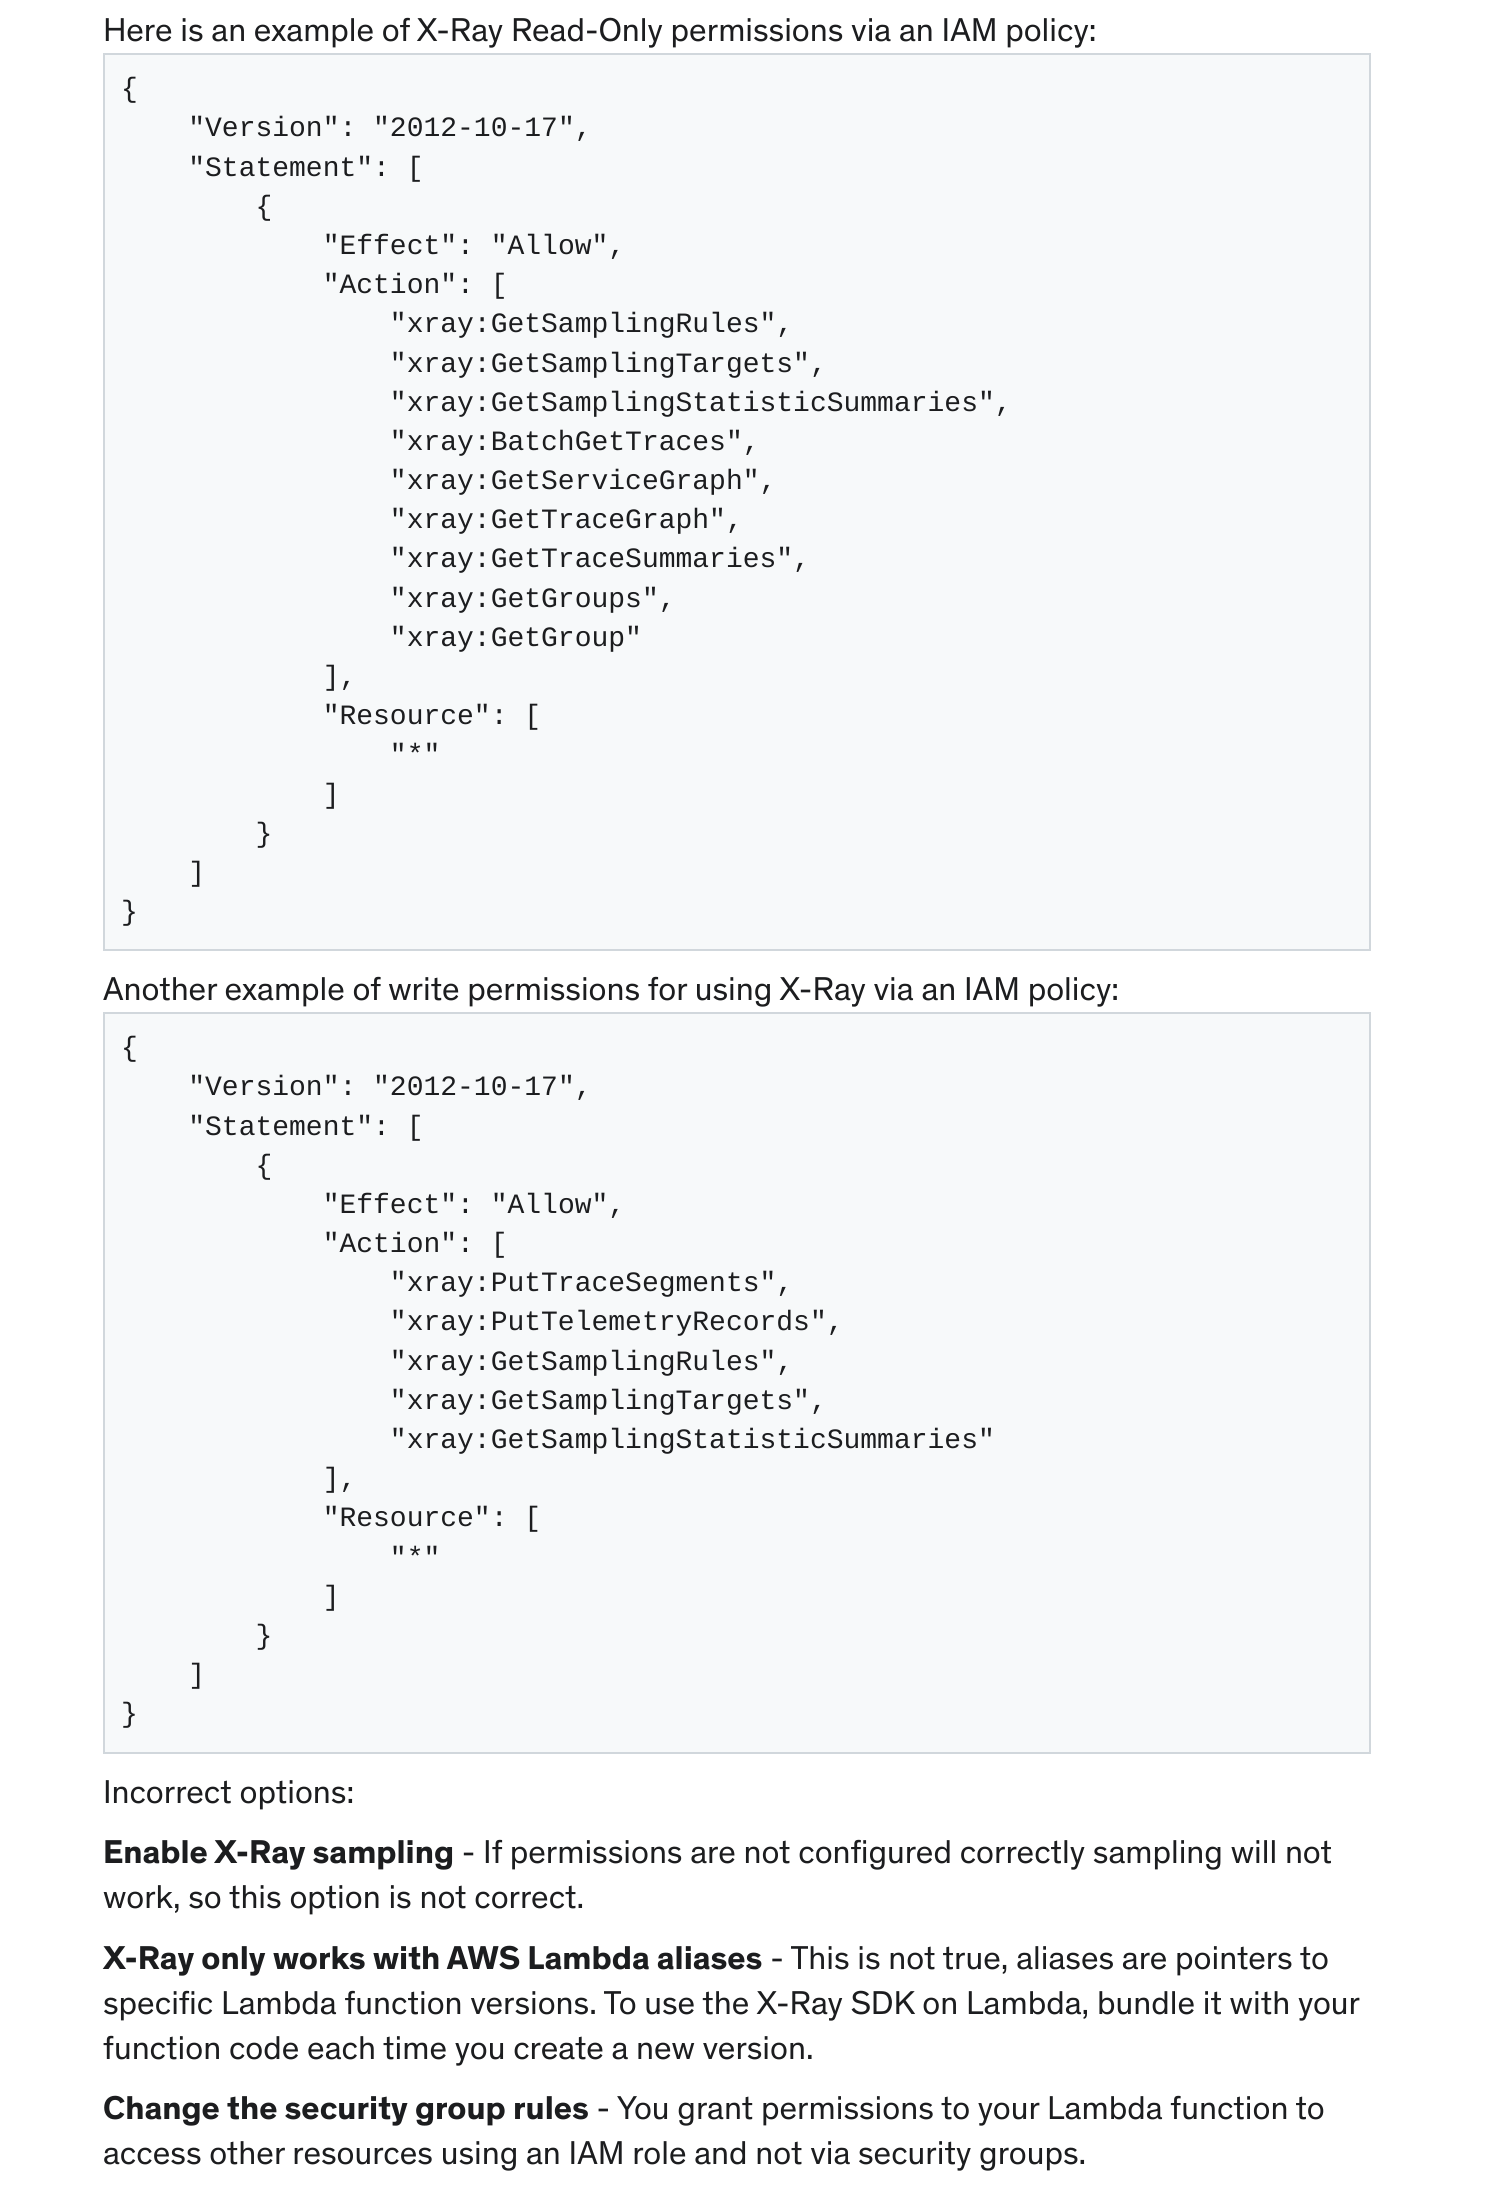 Here is an example of X-Ray Read-Only permissions via an IAM policy:
{
    "Version": "2012-10-17",
    "Statement": [
        {
            "Effect": "Allow",
            "Action": [
                "xray:GetSamplingRules",
                "xray:GetSamplingTargets",
                "xray:GetSamplingStatisticSummaries",
                "xray:BatchGetTraces",
                "xray:GetServiceGraph",
                "xray:GetTraceGraph",
                "xray:GetTraceSummaries",
                "xray:GetGroups",
                "xray:GetGroup"
            ],
            "Resource": [
                "*"
            ]
        }
    ]
}
Another example of write permissions for using X-Ray via an IAM policy:
{
    "Version": "2012-10-17",
    "Statement": [
        {
            "Effect": "Allow",
            "Action": [
                "xray:PutTraceSegments",
                "xray:PutTelemetryRecords",
                "xray:GetSamplingRules",
                "xray:GetSamplingTargets",
                "xray:GetSamplingStatisticSummaries"
            ],
            "Resource": [
                "*"
            ]
        }
    ]
}
Incorrect options:
Enable X-Ray sampling - If permissions are not configured correctly sampling will not
work, so this option is not correct.
X-Ray only works with AWS Lambda aliases - This is not true, aliases are pointers to
specific Lambda function versions. To use the X-Ray SDK on Lambda, bundle it with your
function code each time you create a new version.
Change the security group rules - You grant permissions to your Lambda function to
access other resources using an IAM role and not via security groups.